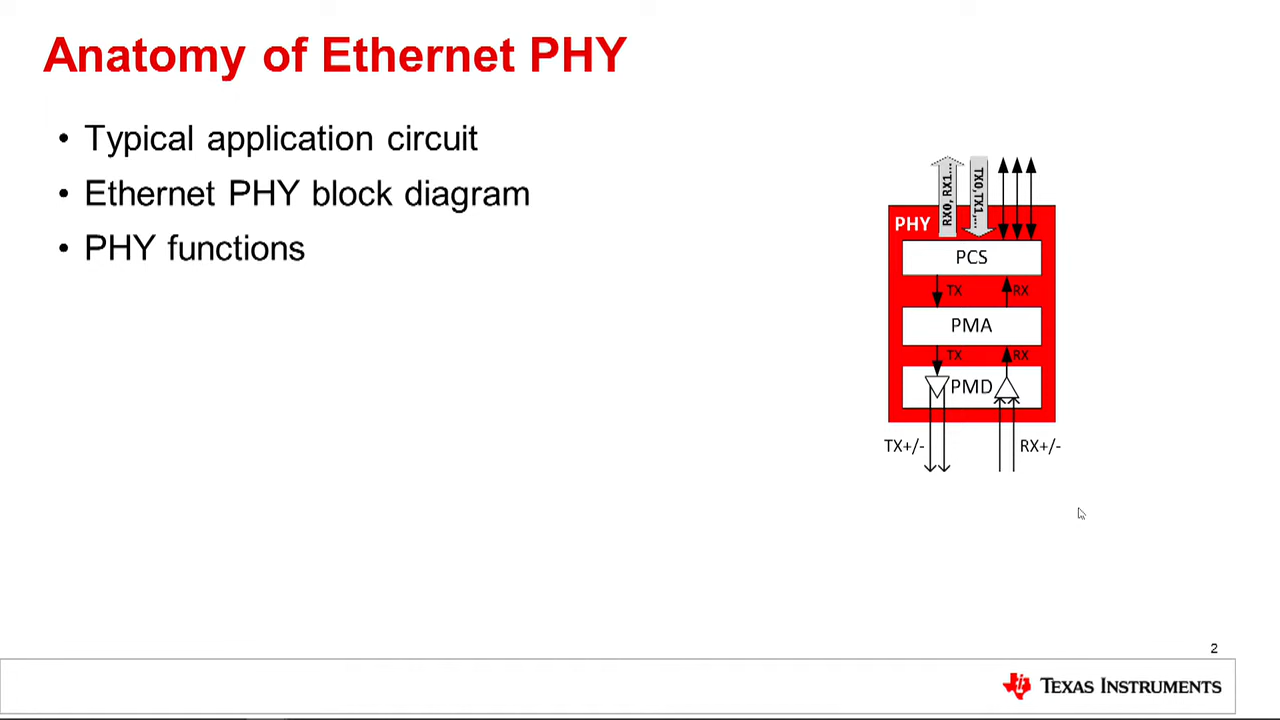 Anatomy of Ethernet PHY
• Typical application circuit
• Ethernet PHY block diagram
• PHY functions
RX0, RX1...
TX0,TX1,...
PHY
PCS
TX
RX
PMA
TX
RX
PMD
TX+/-
RX+/-
2
TEXAS INSTRUMENTS